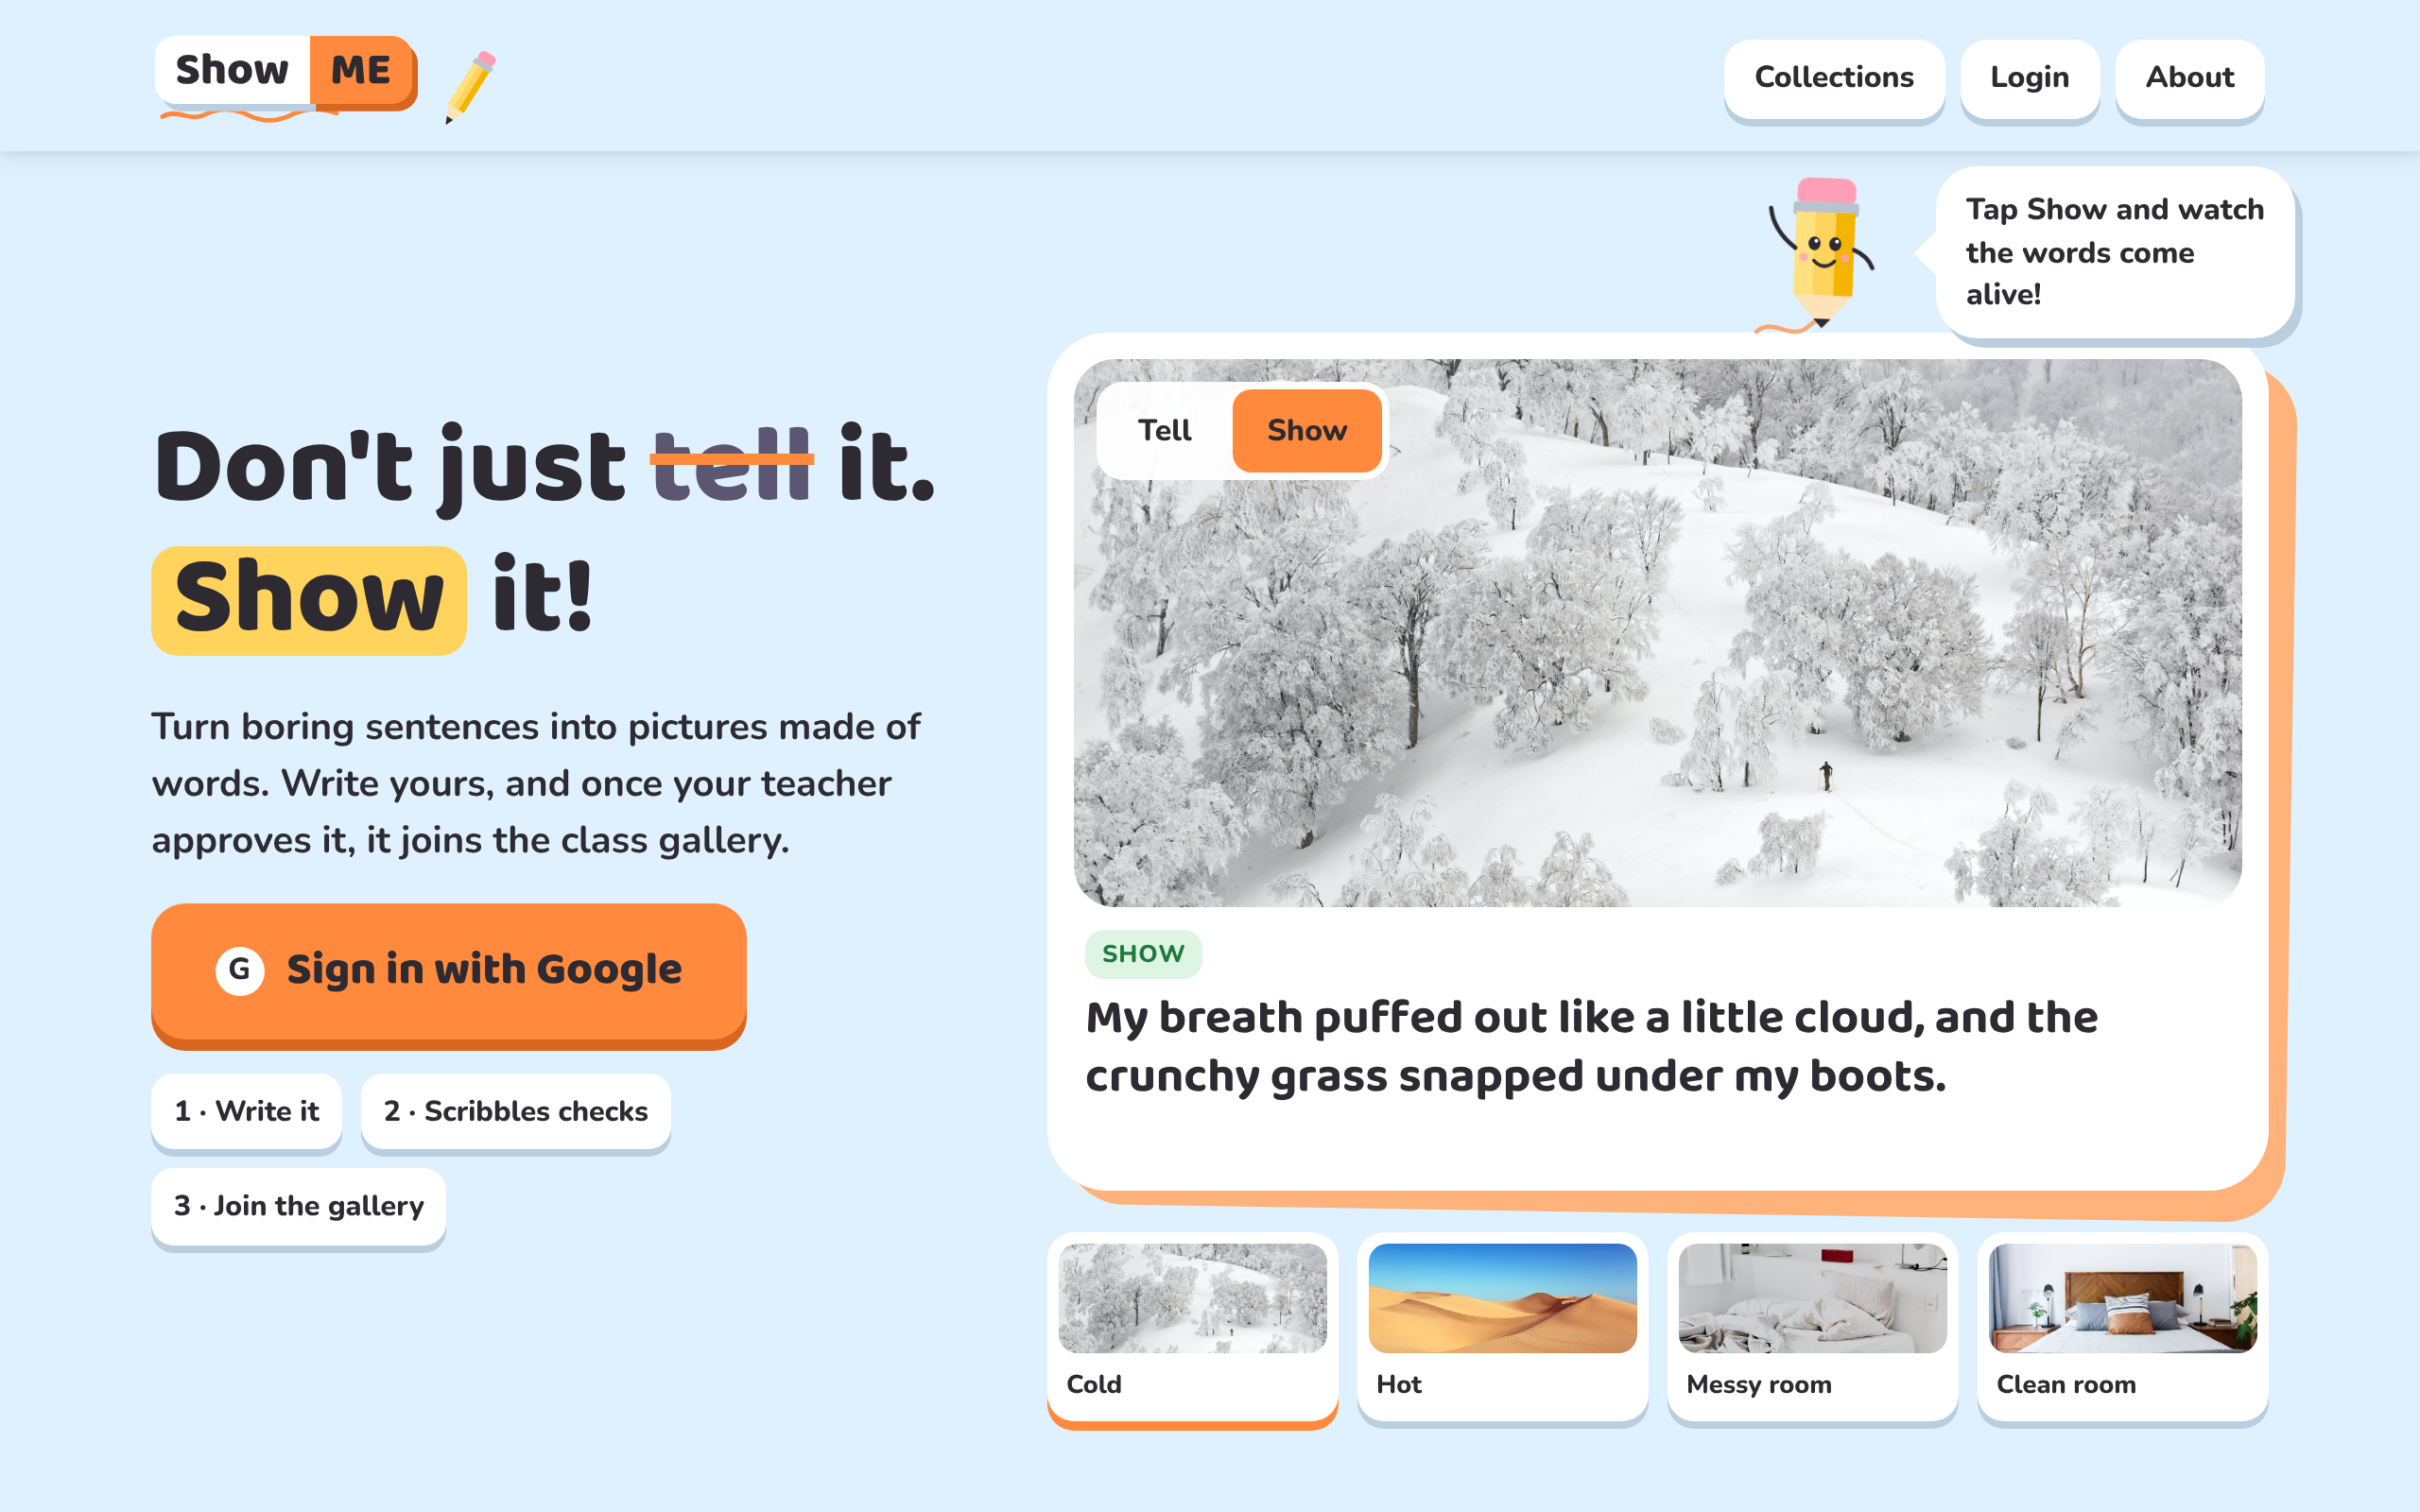 Show ME
Collections
Login
About
Tap Show and watch
the words come
alive!
Don't just tell it.
Show it!
Turn boring sentences into pictures made of
words. Write yours, and once your teacher
approves it, it joins the class gallery.
G Sign in with Google
1 · Write it
2 · Scribbles checks
3 · Join the gallery
Tell
Show
SHOW
My breath puffed out like a little cloud, and the
crunchy grass snapped under my boots.
Cold
Hot
Messy room
Clean room